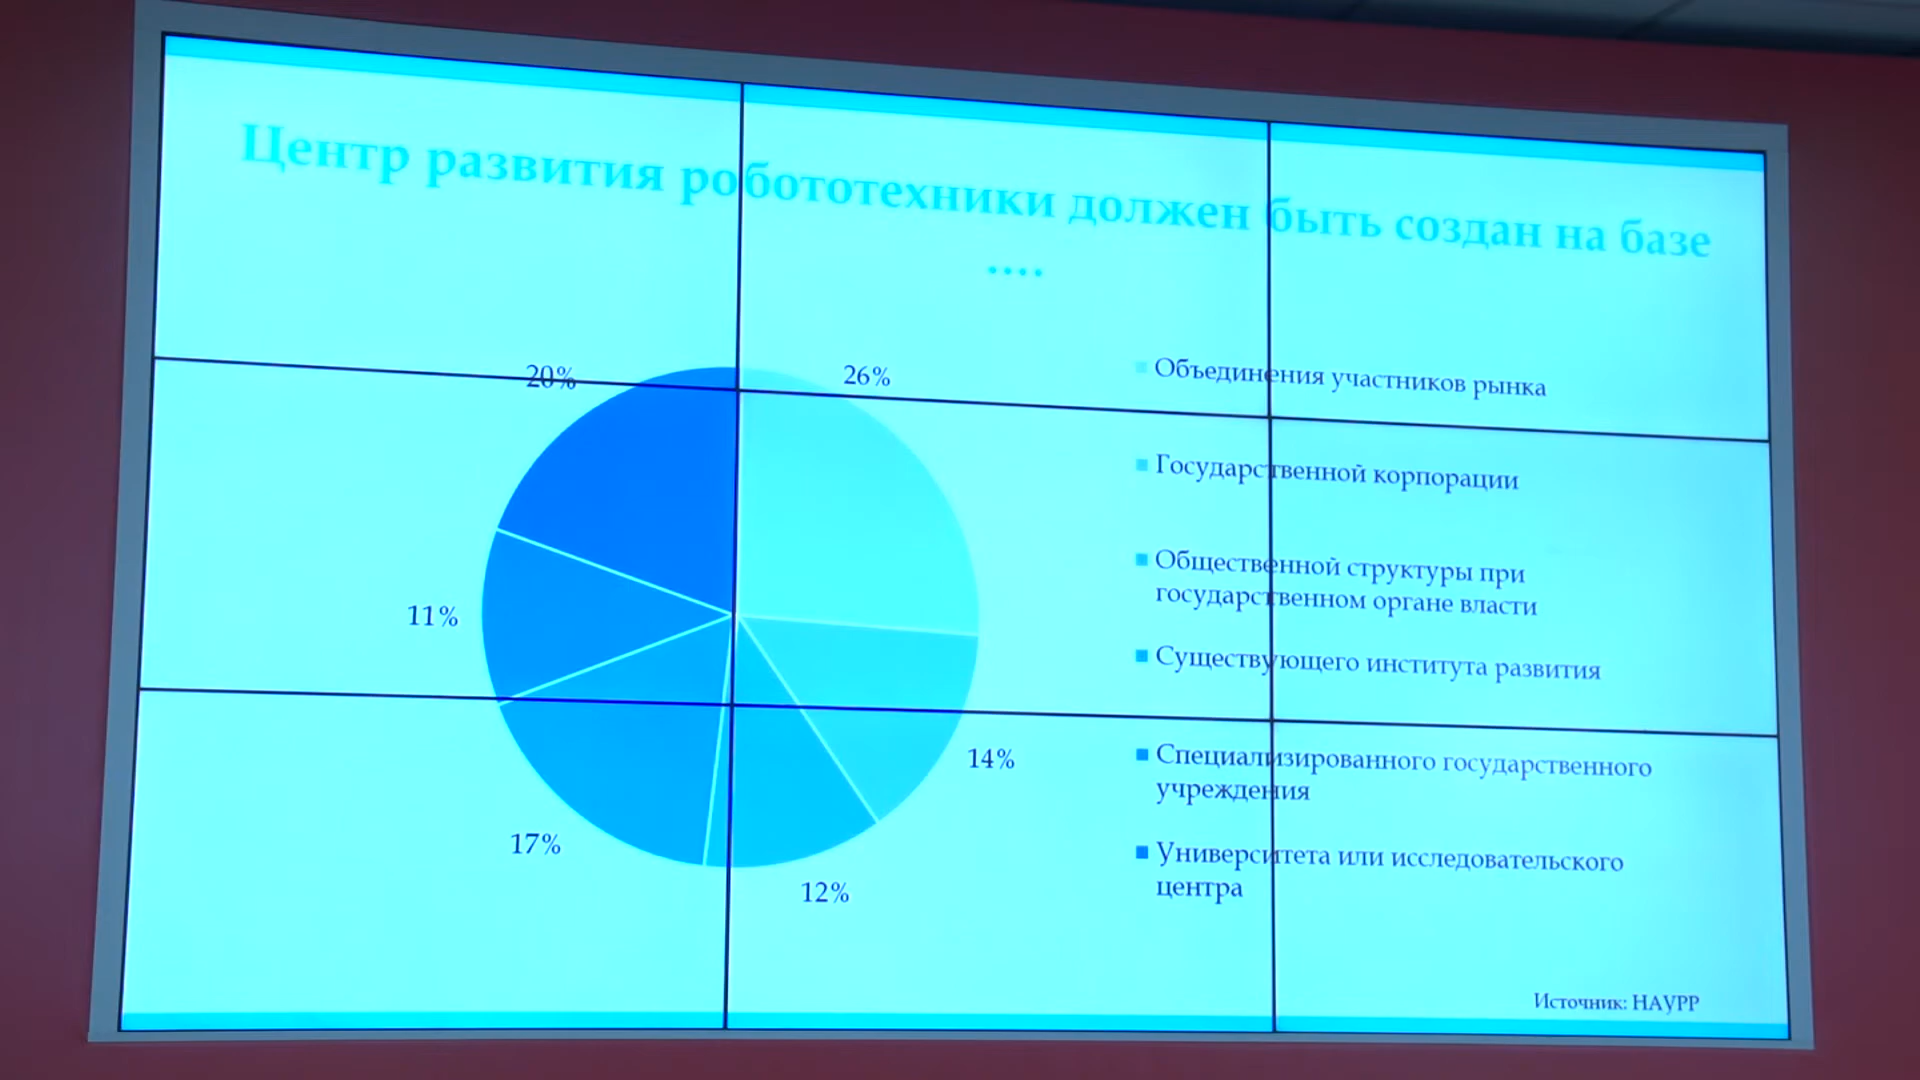 Центр развития робототехники должен быть создан на базе
....
20%
26%
11%
14%
17%
12%
Объединения участников рынка
Государственной корпорации
Общественной структуры при
государственном органе власти
Существующего института развития
Специализированного государственного
учреждения
Университета или исследовательского
центра
Источник: НАУРР